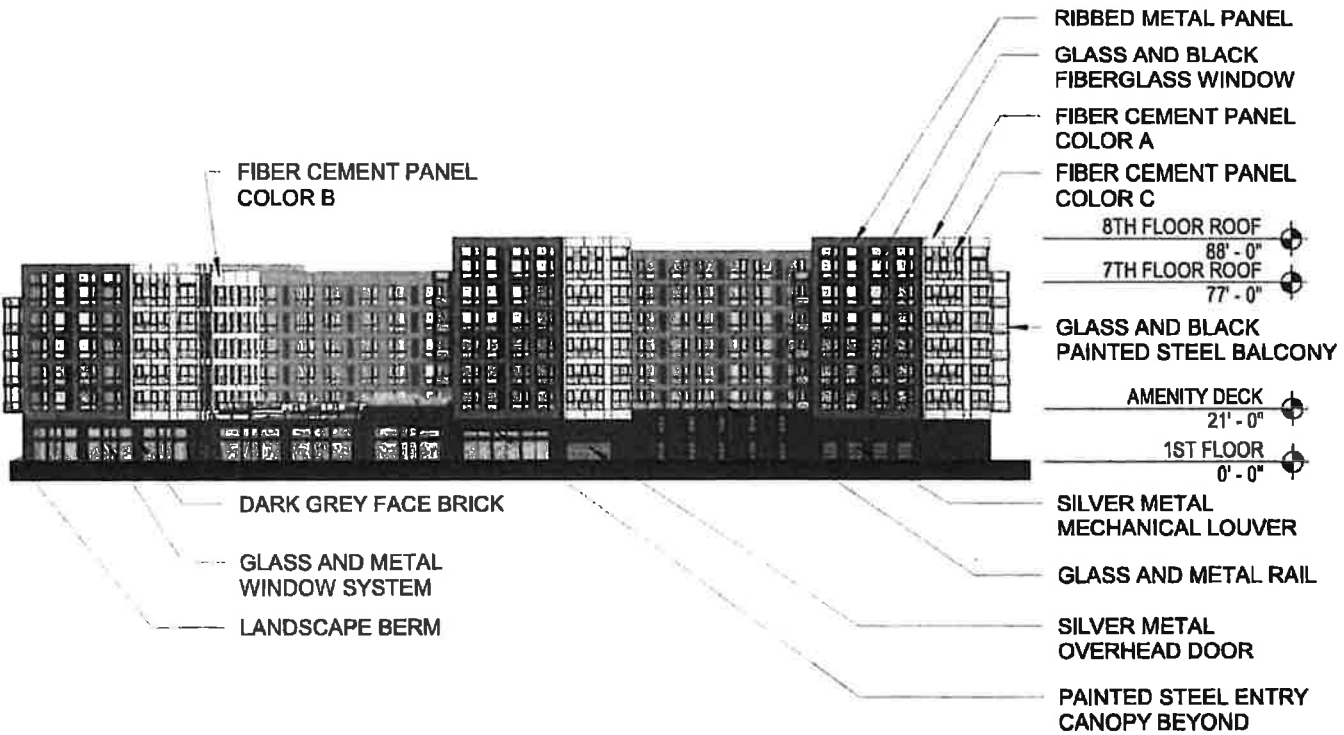 RIBBED METAL PANEL
GLASS AND BLACK
FIBERGLASS WINDOW
FIBER CEMENT PANEL
COLOR A
FIBER CEMENT PANEL
COLOR B
FIBER CEMENT PANEL
COLOR C
8TH FLOOR ROOF
88' - 0"
7TH FLOOR ROOF
77' - 0"
GLASS AND BLACK
PAINTED STEEL BALCONY
AMENITY DECK
21' - 0"
1ST FLOOR
0' - 0"
DARK GREY FACE BRICK
GLASS AND METAL
WINDOW SYSTEM
LANDSCAPE BERM
SILVER METAL
MECHANICAL LOUVER
GLASS AND METAL RAIL
SILVER METAL
OVERHEAD DOOR
PAINTED STEEL ENTRY
CANOPY BEYOND